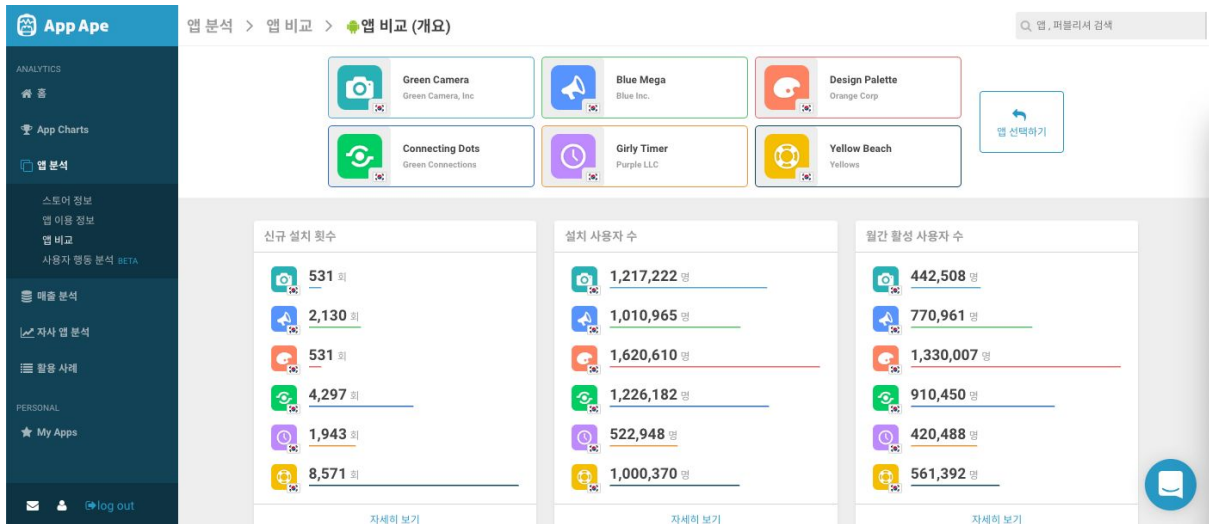 App Ape
앱 분석 > 앱 비교 > 앱 비교 (개요)
앱 , 퍼블리셔 검색
ANALYTICS
홈
App Charts
앱 분석
스토어 정보
앱 이용 정보
앱 비교
사용자 행동 분석 BETA
매출 분석
자사 앱 분석
활용 사례
PERSONAL
My Apps
log out
Green Camera
Green Camera, Inc
Blue Mega
Blue Inc.
Design Palette
Orange Corp
Connecting Dots
Green Connections
Girly Timer
Purple LLC
Yellow Beach
Yellows
앱 선택하기
신규 설치 횟수
531 회
2,130 회
531 회
4,297 회
1,943 회
8,571 회
자세히 보기
설치 사용자 수
1,217,222 명
1,010,965 명
1,620,610 명
1,226,182 명
522,948 명
1,000,370 명
자세히 보기
월간 활성 사용자 수
442,508 명
770,961 명
1,330,007 명
910,450 명
420,488 명
561,392 명
자세히 보기